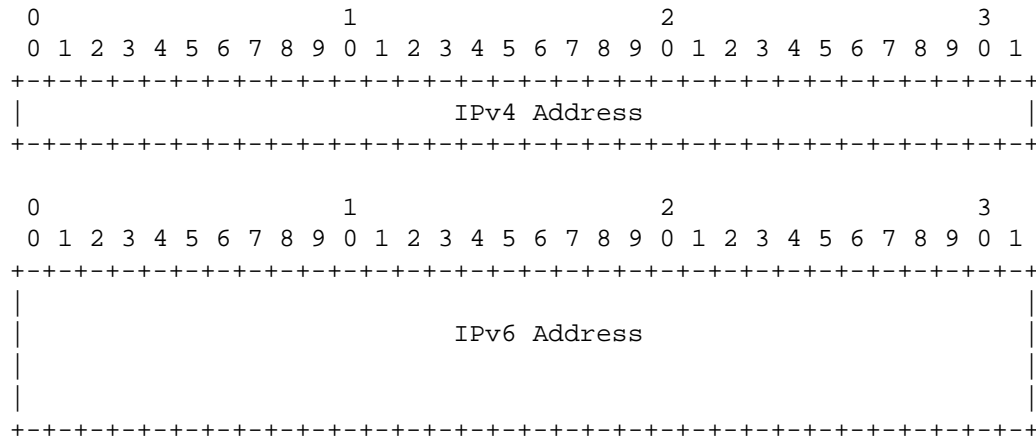 0                   1                   2                   3
0 1 2 3 4 5 6 7 8 9 0 1 2 3 4 5 6 7 8 9 0 1 2 3 4 5 6 7 8 9 0 1
+-+-+-+-+-+-+-+-+-+-+-+-+-+-+-+-+-+-+-+-+-+-+-+-+-+-+-+-+-+-+-+-+
|                         IPv4 Address                          |
+-+-+-+-+-+-+-+-+-+-+-+-+-+-+-+-+-+-+-+-+-+-+-+-+-+-+-+-+-+-+-+-+
0                   1                   2                   3
0 1 2 3 4 5 6 7 8 9 0 1 2 3 4 5 6 7 8 9 0 1 2 3 4 5 6 7 8 9 0 1
+-+-+-+-+-+-+-+-+-+-+-+-+-+-+-+-+-+-+-+-+-+-+-+-+-+-+-+-+-+-+-+-+
|                                                               |
|                         IPv6 Address                          |
|                                                               |
|                                                               |
+-+-+-+-+-+-+-+-+-+-+-+-+-+-+-+-+-+-+-+-+-+-+-+-+-+-+-+-+-+-+-+-+